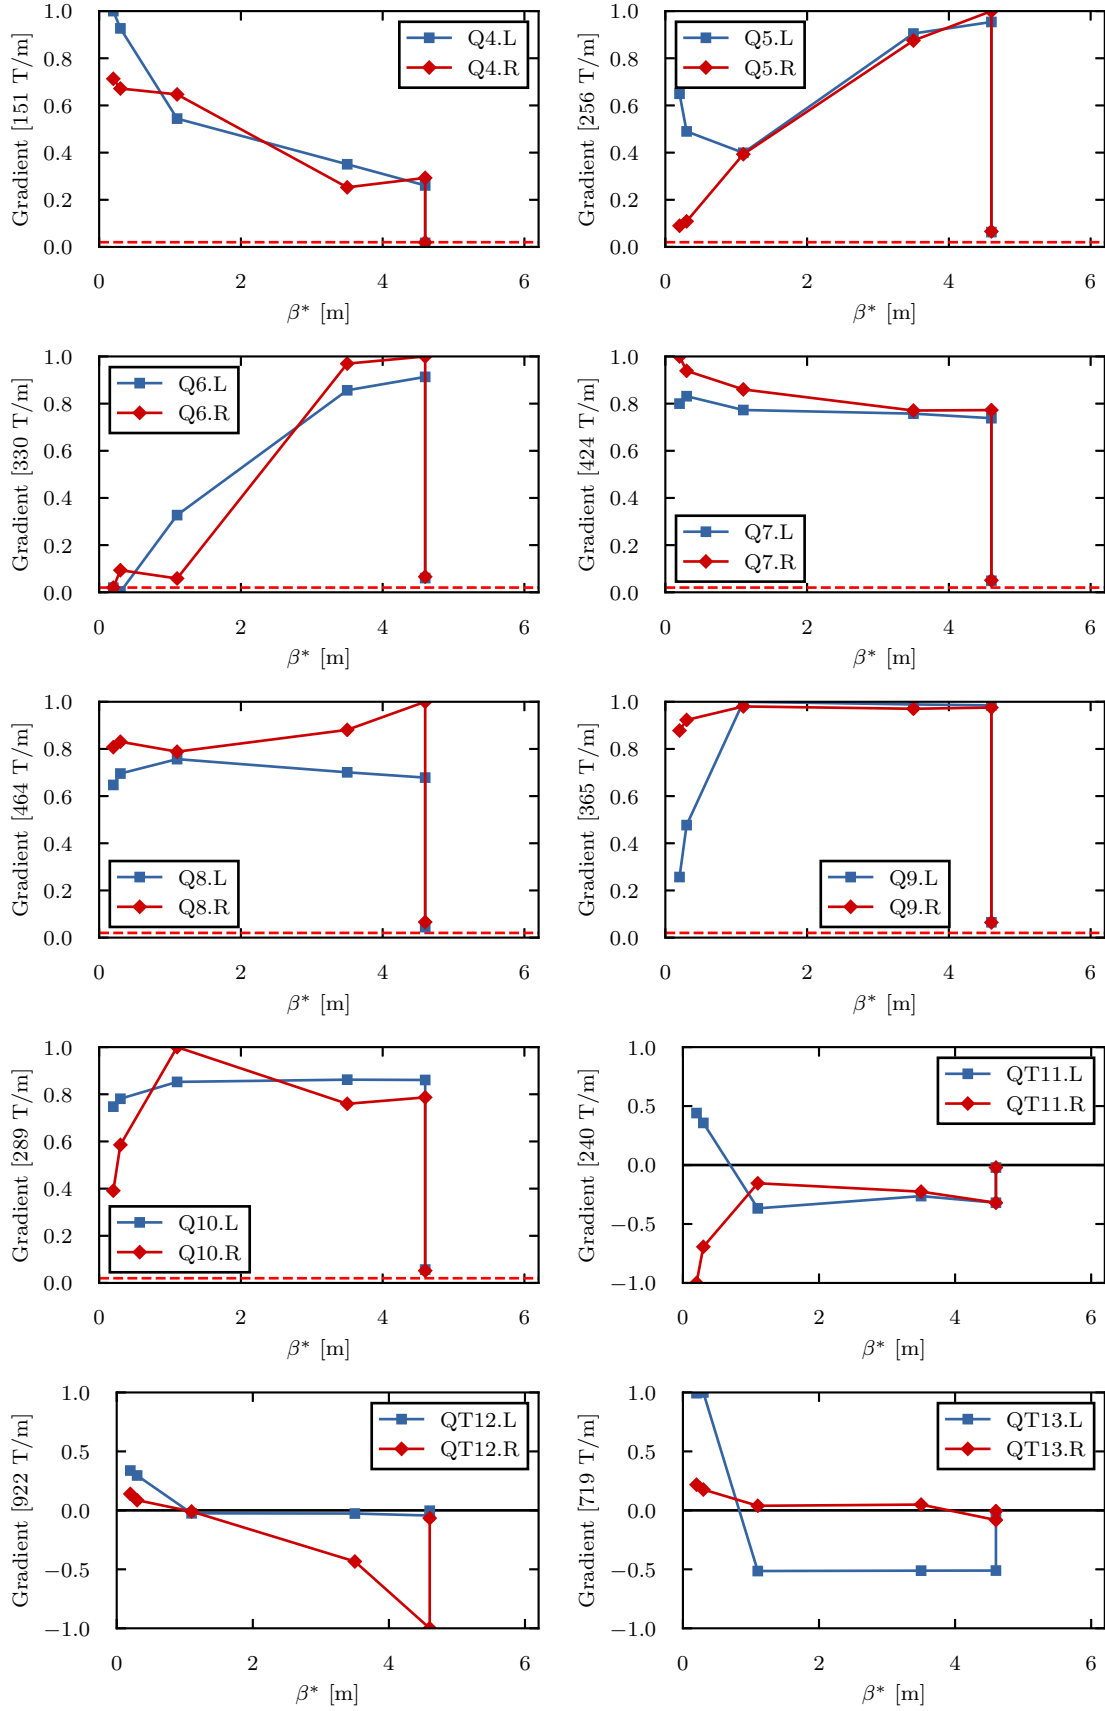 Gradient [151 T/m]
1.0
0.8
0.6
0.4
0.2
0.0
Q4.L
Q4.R
0 2 4 6
β* [m]
Gradient [256 T/m]
1.0
0.8
0.6
0.4
0.2
0.0
Q5.L
Q5.R
0 2 4 6
β* [m]
Gradient [330 T/m]
1.0
0.8
0.6
0.4
0.2
0.0
Q6.L
Q6.R
0 2 4 6
β* [m]
Gradient [424 T/m]
1.0
0.8
0.6
0.4
0.2
0.0
Q7.L
Q7.R
0 2 4 6
β* [m]
Gradient [464 T/m]
1.0
0.8
0.6
0.4
0.2
0.0
Q8.L
Q8.R
0 2 4 6
β* [m]
Gradient [365 T/m]
1.0
0.8
0.6
0.4
0.2
0.0
Q9.L
Q9.R
0 2 4 6
β* [m]
Gradient [289 T/m]
1.0
0.8
0.6
0.4
0.2
0.0
Q10.L
Q10.R
0 2 4 6
β* [m]
Gradient [240 T/m]
1.0
0.5
0.0
−0.5
−1.0
QT11.L
QT11.R
0 2 4 6
β* [m]
Gradient [922 T/m]
1.0
0.5
0.0
−0.5
−1.0
QT12.L
QT12.R
0 2 4 6
β* [m]
Gradient [719 T/m]
1.0
0.5
0.0
−0.5
−1.0
QT13.L
QT13.R
0 2 4 6
β* [m]